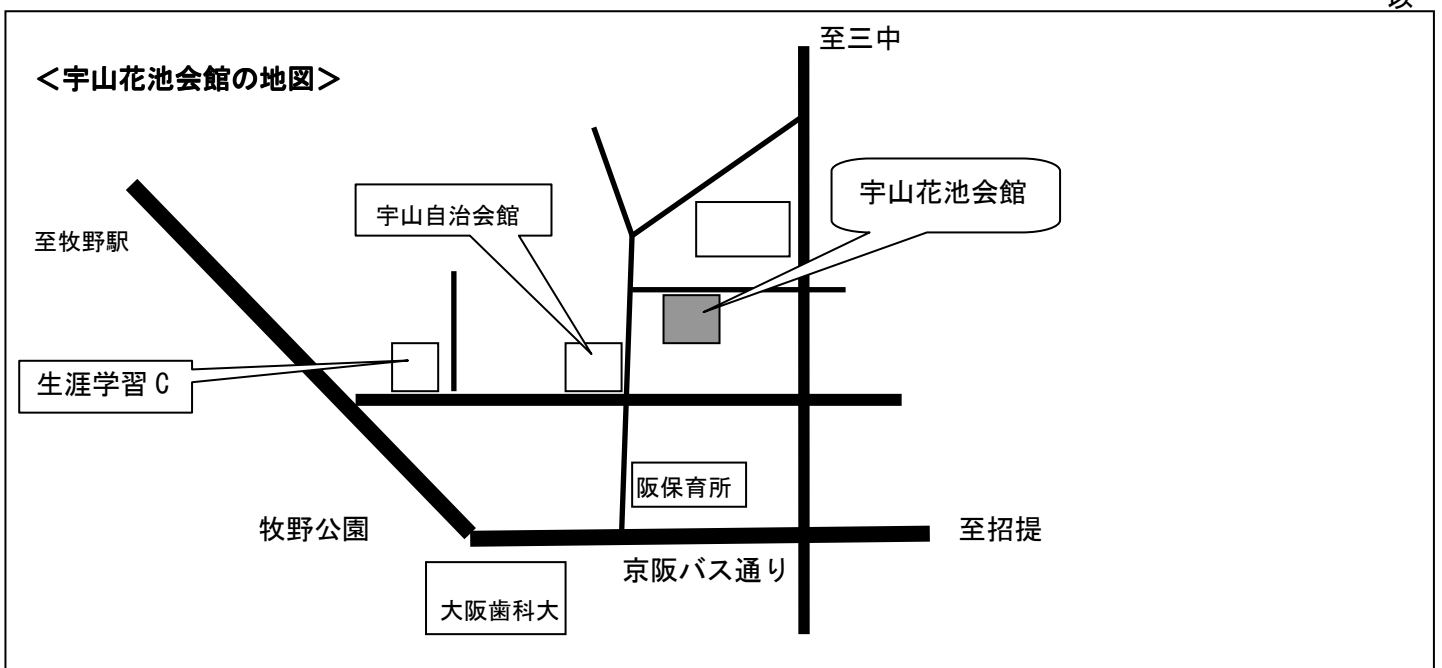 至三中
＜宇山花池会館の地図＞
宇山花池会館
宇山自治会館
至牧野駅
生涯学習 C
阪保育所
牧野公園
至招提
京阪バス通り
大阪歯科大